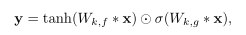 y = tanh(W_{k,f} ∗ x) ⊙ σ(W_{k,g} ∗ x),